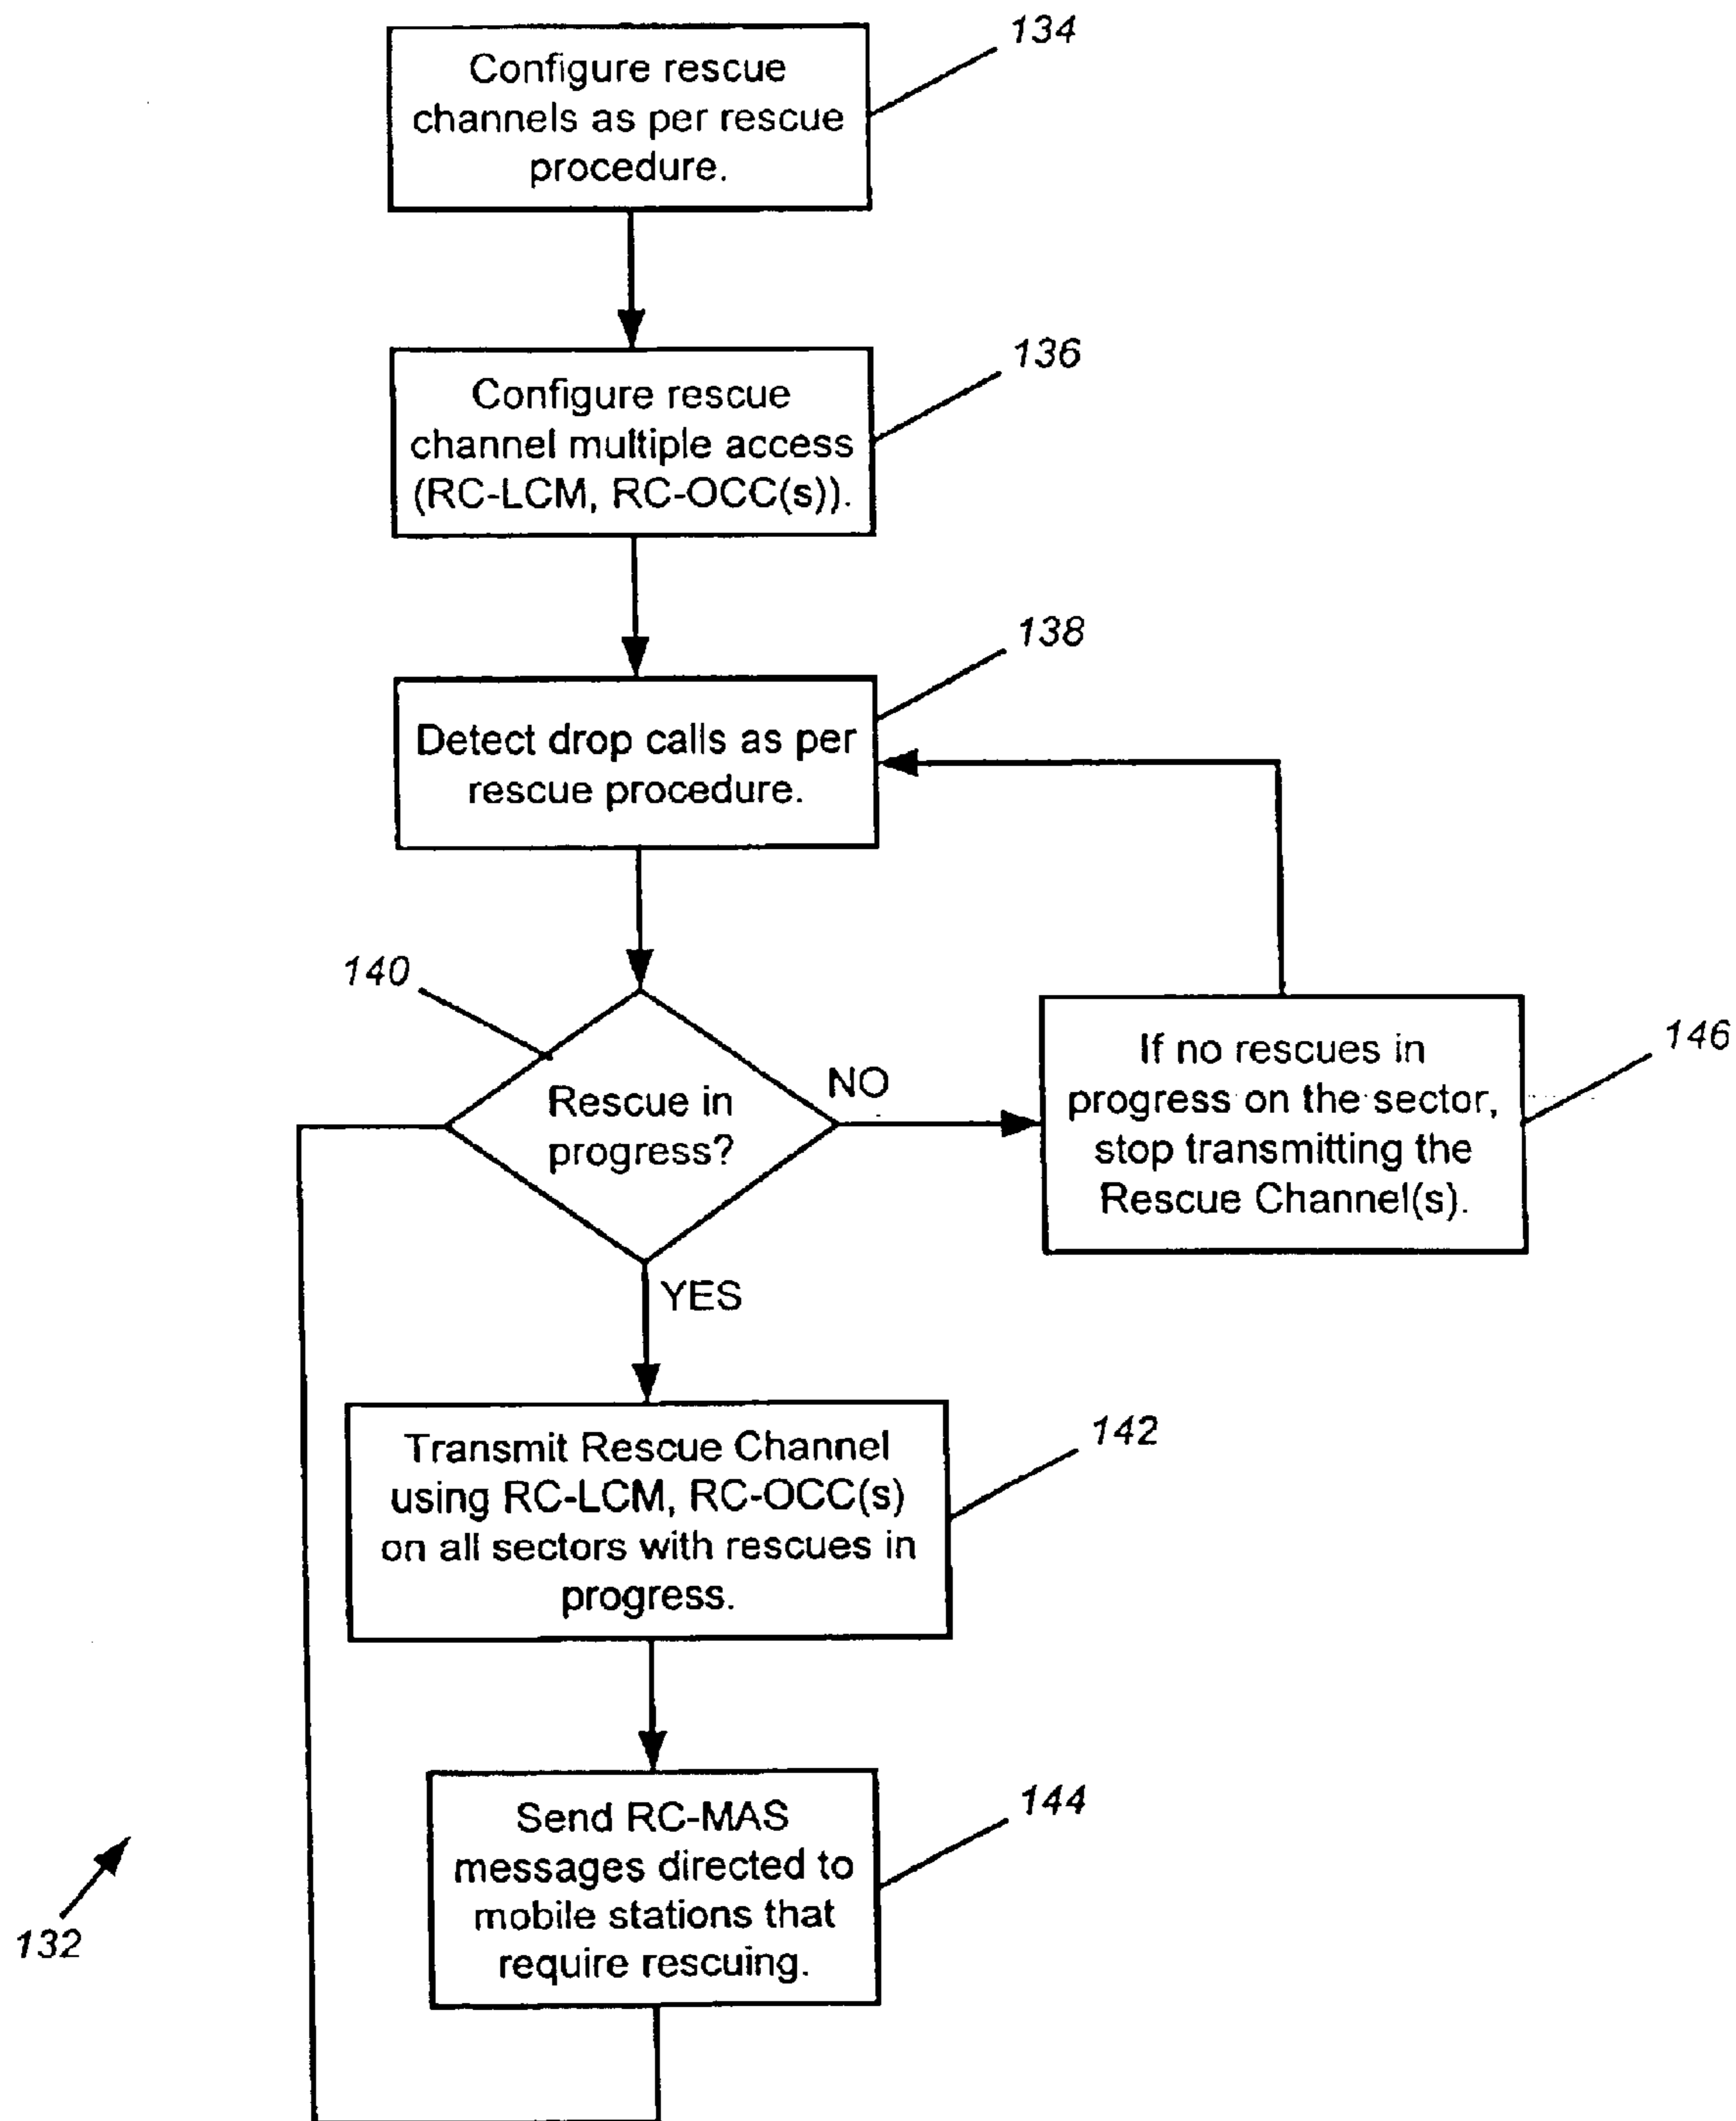 134
Configure rescue
channels as per rescue
procedure.
136
Configure rescue
channel multiple access
(RC-LCM, RC-OCC(s)).
138
Detect drop calls as per
rescue procedure.
140
Rescue in
progress?
NO
146
If no rescues in
progress on the sector,
stop transmitting the
Rescue Channel(s).
YES
142
Transmit Rescue Channel
using RC-LCM, RC-OCC(s)
on all sectors with rescues in
progress.
144
Send RC-MAS
messages directed to
mobile stations that
require rescuing.
132